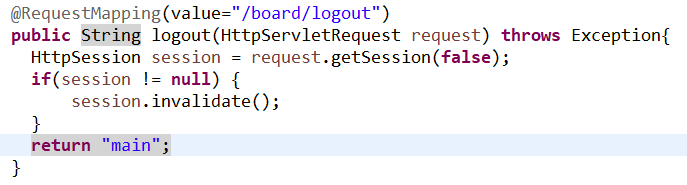 @RequestMapping(value="/board/logout")
public String logout(HttpServletRequest request) throws Exception{
  HttpSession session = request.getSession(false);
  if(session != null) {
      session.invalidate();
  }
  return "main";
}